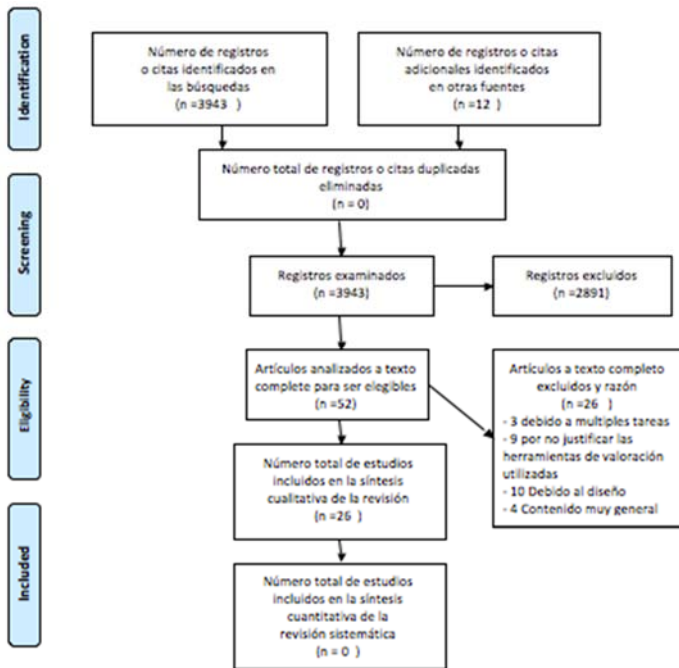 Identification
Número de registros
o citas identificados en
las búsquedas
(n =3943 )
Número de registros o citas
adicionales identificados
en otras fuentes
(n =12 )
Número total de registros o citas duplicadas
eliminadas
(n = 0)
Screening
Registros examinados
(n =3943)
Registros excluidos
(n =2891)
Eligibility
Artículos analizados a texto
complete para ser elegibles
(n =52)
Artículos a texto completo
excluidos y razón
(n =26 )
- 3 debido a multiples tareas
- 9 por no justificar las
herramientas de valoración
utilizadas
- 10 Debido al diseño
- 4 Contenido muy general
Número total de estudios
incluidos en la síntesis
cualitativa de la revisión
(n =26 )
Included
Número total de estudios
incluidos en la síntesis
cuantitativa de la
revisión sistemática
(n = 0 )